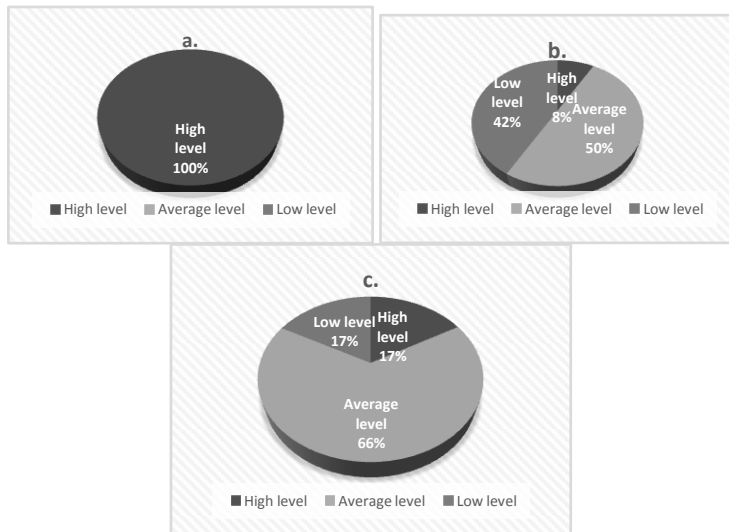 a.
High
level
100%
High level Average level Low level
b.
Low
level
42%
High
level
8%
Average
level
50%
High level Average level Low level
c.
Low level
17%
High
level
17%
Average
level
66%
High level Average level Low level